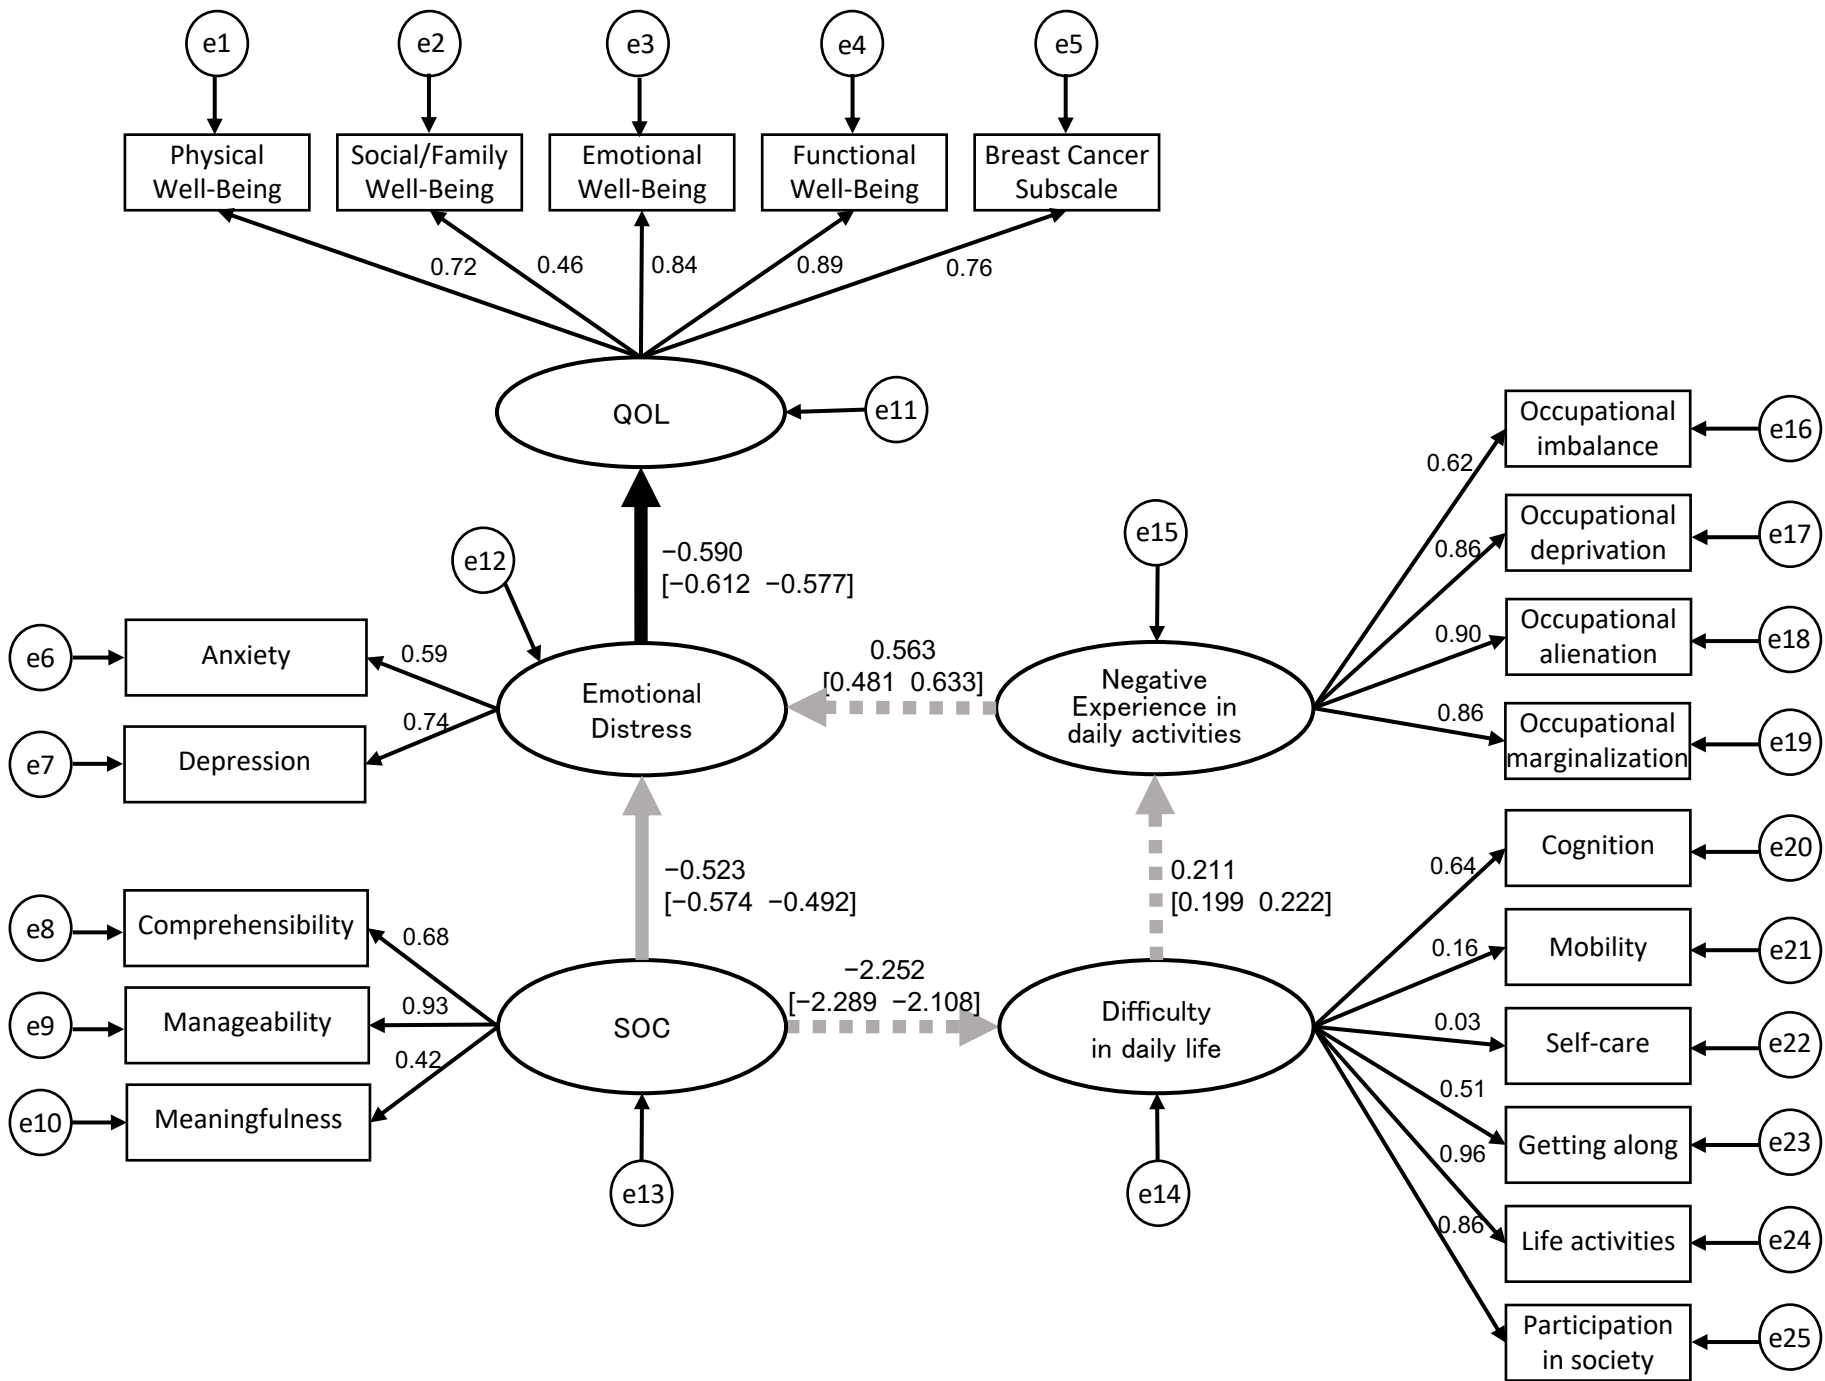 e1
e2
e3
e4
e5
Physical
Well-Being
Social/Family
Well-Being
Emotional
Well-Being
Functional
Well-Being
Breast Cancer
Subscale
0.72
0.46
0.84
0.89
0.76
QOL
e11
e12
−0.590
[−0.612 −0.577]
e15
Occupational
imbalance
e16
0.62
Occupational
deprivation
e17
0.86
Occupational
alienation
e18
0.90
Occupational
marginalization
e19
0.86
e6
Anxiety
0.59
e7
Depression
0.74
Emotional
Distress
0.563
[0.481 0.633]
Negative
Experience in
daily activities
−0.523
[−0.574 −0.492]
0.211
[0.199 0.222]
e8
Comprehensibility
0.68
e9
Manageability
0.93
e10
Meaningfulness
0.42
SOC
−2.252
[−2.289 −2.108]
Difficulty
in daily life
e13
e14
Cognition
e20
0.64
Mobility
e21
0.16
Self-care
e22
0.03
Getting along
e23
0.51
Life activities
e24
0.96
Participation
in society
e25
0.86